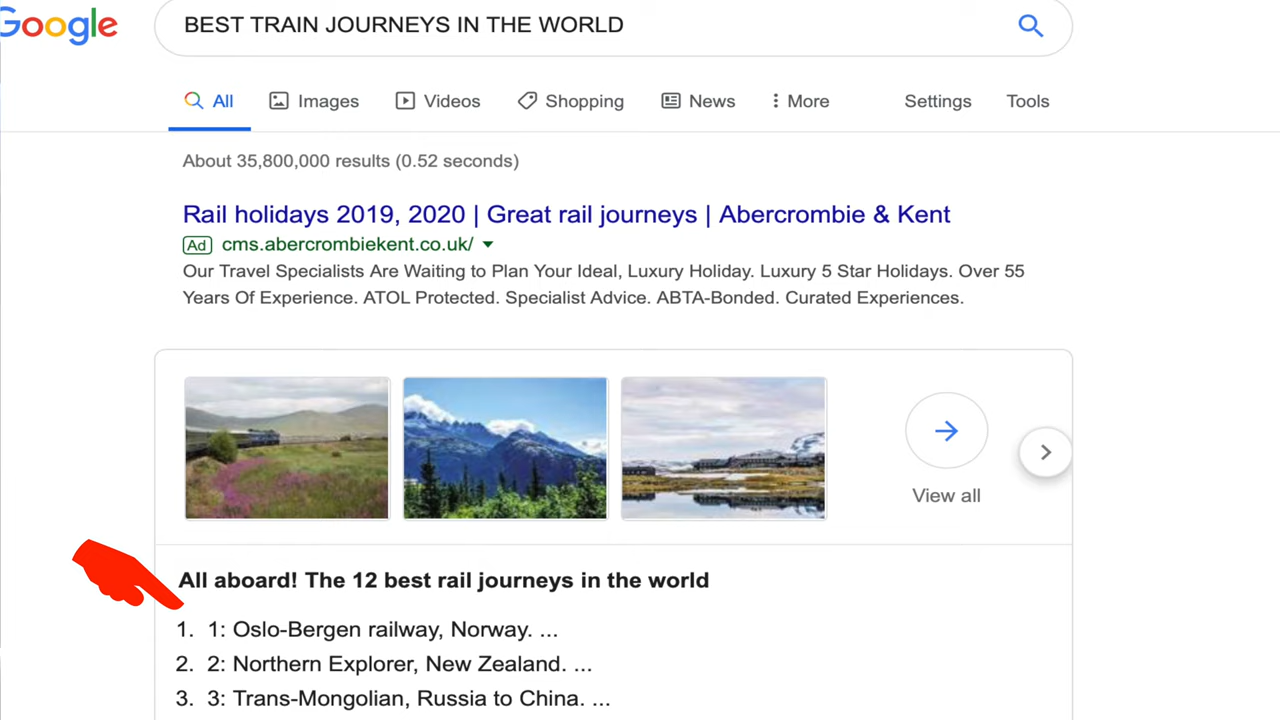 Google
BEST TRAIN JOURNEYS IN THE WORLD
All Images Videos Shopping News More Settings Tools
About 35,800,000 results (0.52 seconds)
Rail holidays 2019, 2020 | Great rail journeys | Abercrombie & Kent
Ad cms.abercrombiekent.co.uk/
Our Travel Specialists Are Waiting to Plan Your Ideal, Luxury Holiday. Luxury 5 Star Holidays. Over 55
Years Of Experience. ATOL Protected. Specialist Advice. ABTA-Bonded. Curated Experiences.
View all
All aboard! The 12 best rail journeys in the world
1. 1: Oslo-Bergen railway, Norway. ...
2. 2: Northern Explorer, New Zealand. ...
3. 3: Trans-Mongolian, Russia to China. ...